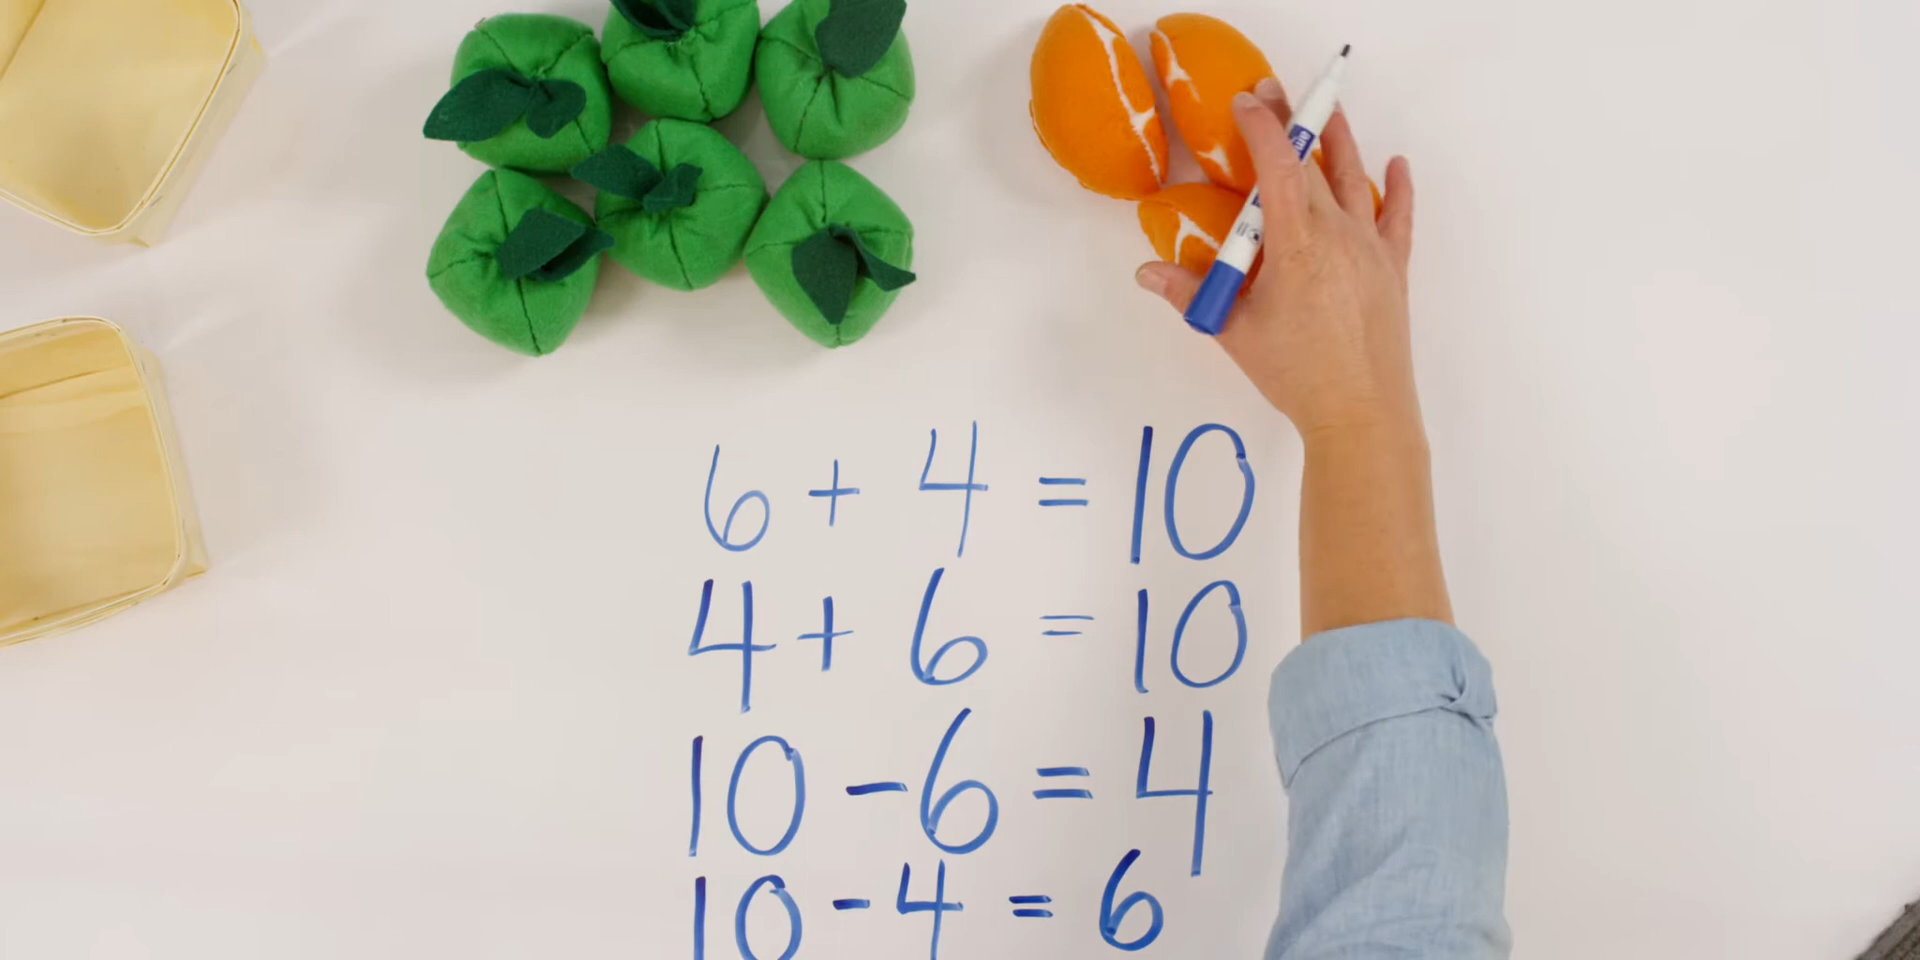 6 + 4 = 10
4 + 6 = 10
10 - 6 = 4
10 - 4 = 6